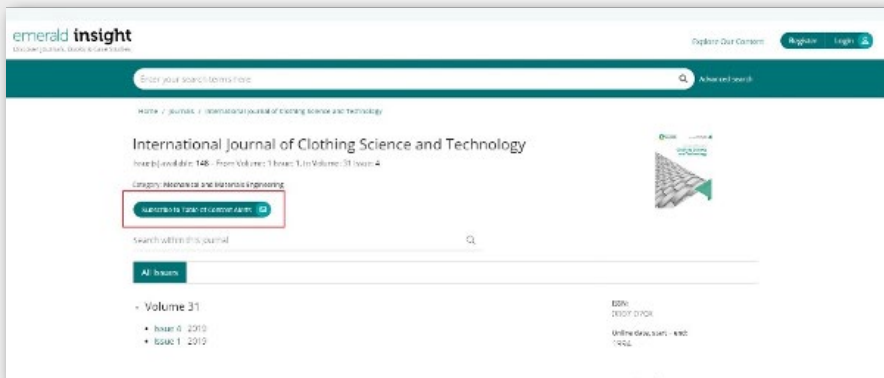 emerald insight
Discover Journals, Books & Case Studies
Explore Our Content
Register
Login
Enter your search terms here
Advanced search
Home / Journals / International Journal of Clothing Science and Technology
International Journal of Clothing Science and Technology
Issue(s) available: 148 – From Volume: 1 Issue: 1, to Volume: 31 Issue: 4
Category: Mechanical and Materials Engineering
Subscribe to Table of Content Alerts
Search within this journal
All Issues
Volume 31
Issue 4 2019
Issue 1 2019
ISSN:
Online date, start – end:
1994